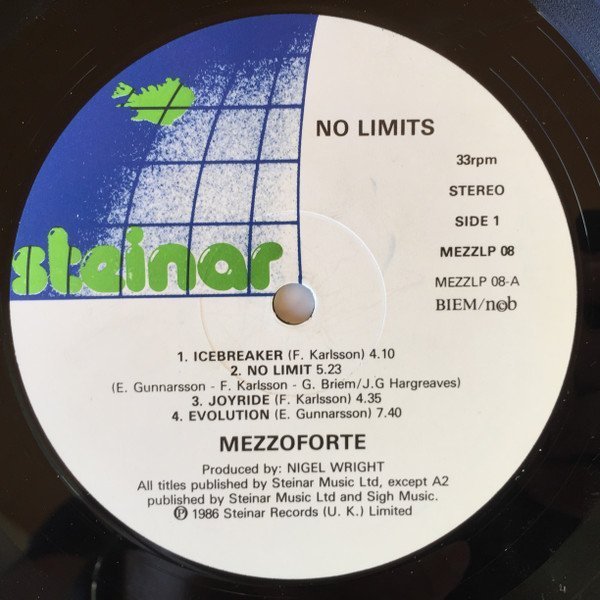 NO LIMITS
33rpm
STEREO
SIDE 1
MEZZLP 08
MEZZLP 08-A
BIEM/ncb
steinar
1. ICEBREAKER (F. Karlsson) 4.10
2. NO LIMIT 5.23
(E. Gunnarsson - F. Karlsson - G. Briem/J.G Hargreaves)
3. JOYRIDE (F. Karlsson) 4.35
4. EVOLUTION (E. Gunnarsson) 7.40
MEZZOFORTE
Produced by: NIGEL WRIGHT
All titles published by Steinar Music Ltd, except A2
published by Steinar Music Ltd and Sigh Music.
℗ 1986 Steinar Records (U. K.) Limited